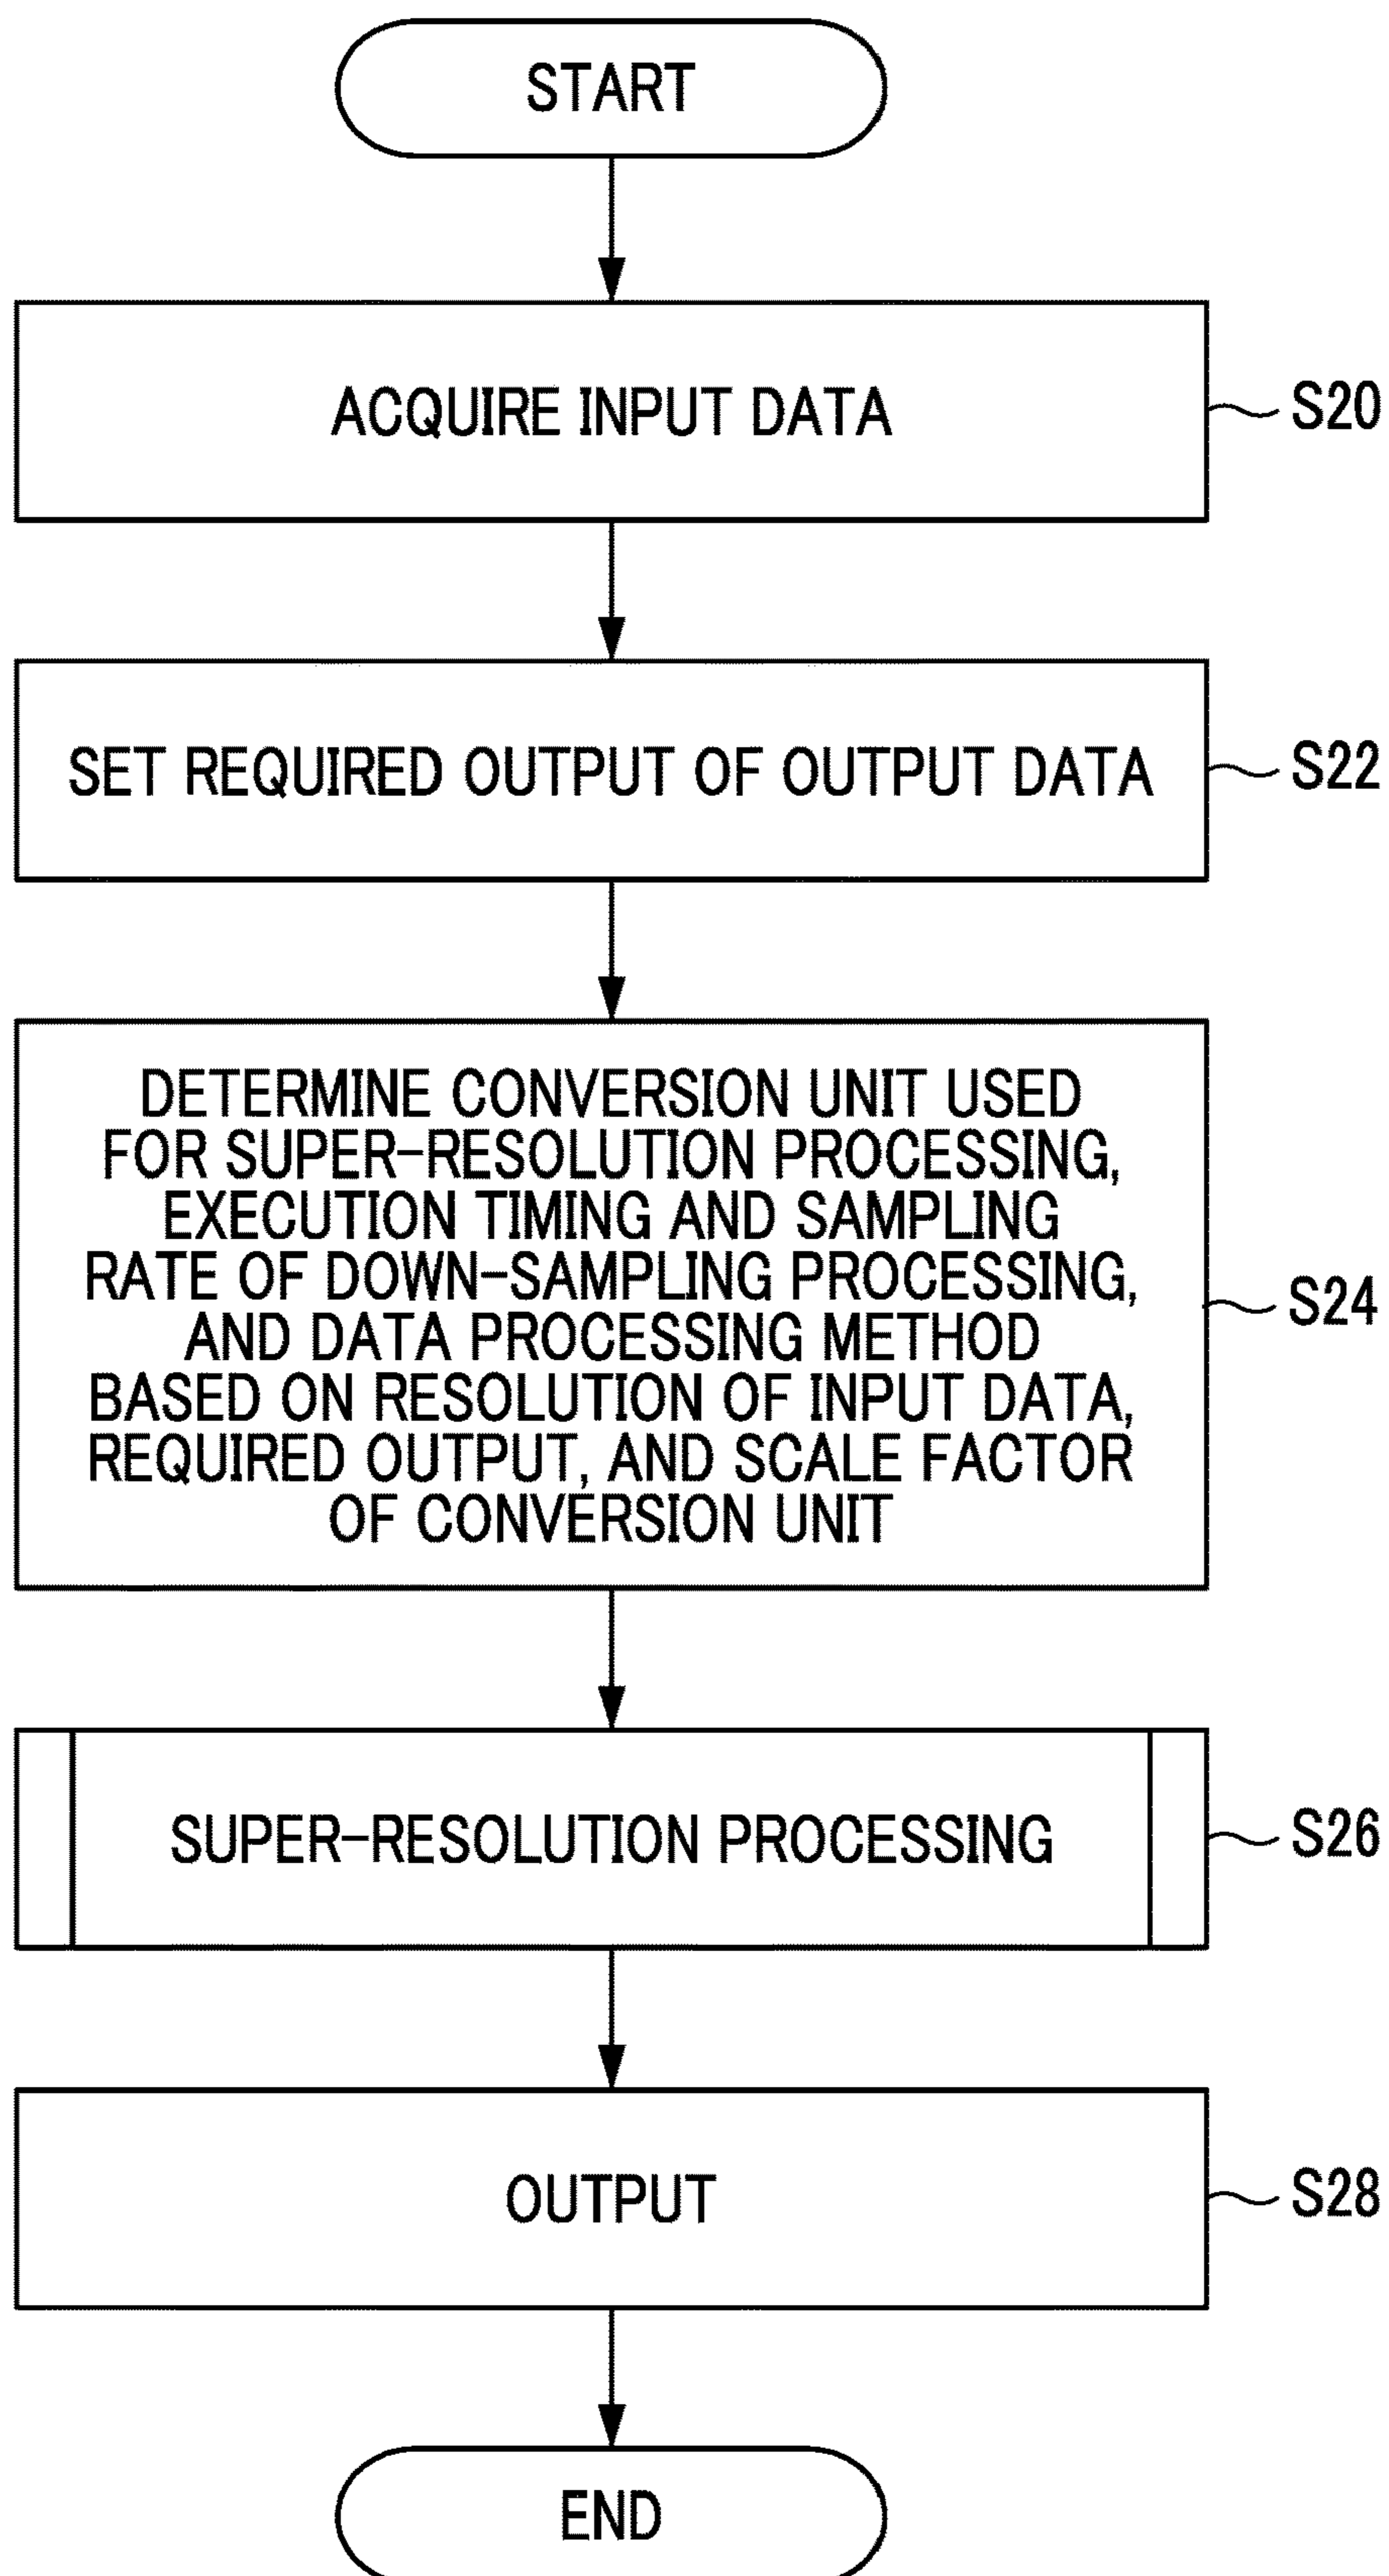 START
ACQUIRE INPUT DATA
S20
SET REQUIRED OUTPUT OF OUTPUT DATA
S22
DETERMINE CONVERSION UNIT USED
FOR SUPER-RESOLUTION PROCESSING,
EXECUTION TIMING AND SAMPLING
RATE OF DOWN-SAMPLING PROCESSING,
AND DATA PROCESSING METHOD
BASED ON RESOLUTION OF INPUT DATA,
REQUIRED OUTPUT, AND SCALE FACTOR
OF CONVERSION UNIT
S24
SUPER-RESOLUTION PROCESSING
S26
OUTPUT
S28
END